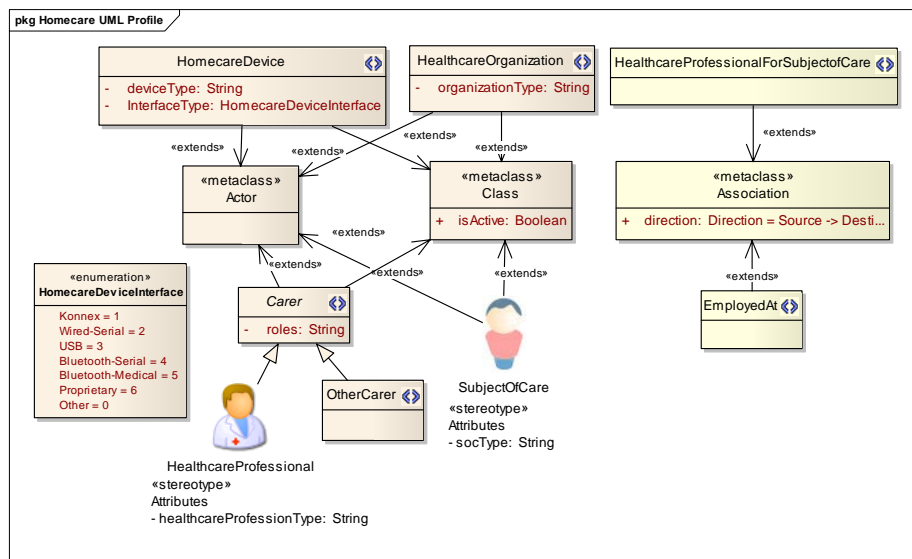 pkg Homecare UML Profile
HomecareDevice
- deviceType: String
- InterfaceType: HomecareDeviceInterface
HealthcareOrganization
- organizationType: String
HealthcareProfessionalForSubjectofCare
«extends»
«extends»
«extends»
«extends»
«extends»
«metaclass»
Actor
«metaclass»
Class
+ isActive: Boolean
«metaclass»
Association
+ direction: Direction = Source -> Desti...
«extends»
«extends»
«extends»
«extends»
«extends»
«enumeration»
HomecareDeviceInterface
Konnex = 1
Wired-Serial = 2
USB = 3
Bluetooth-Serial = 4
Bluetooth-Medical = 5
Proprietary = 6
Other = 0
Carer
- roles: String
EmployedAt
OtherCarer
SubjectOfCare
«stereotype»
Attributes
- socType: String
HealthcareProfessional
«stereotype»
Attributes
- healthcareProfessionType: String